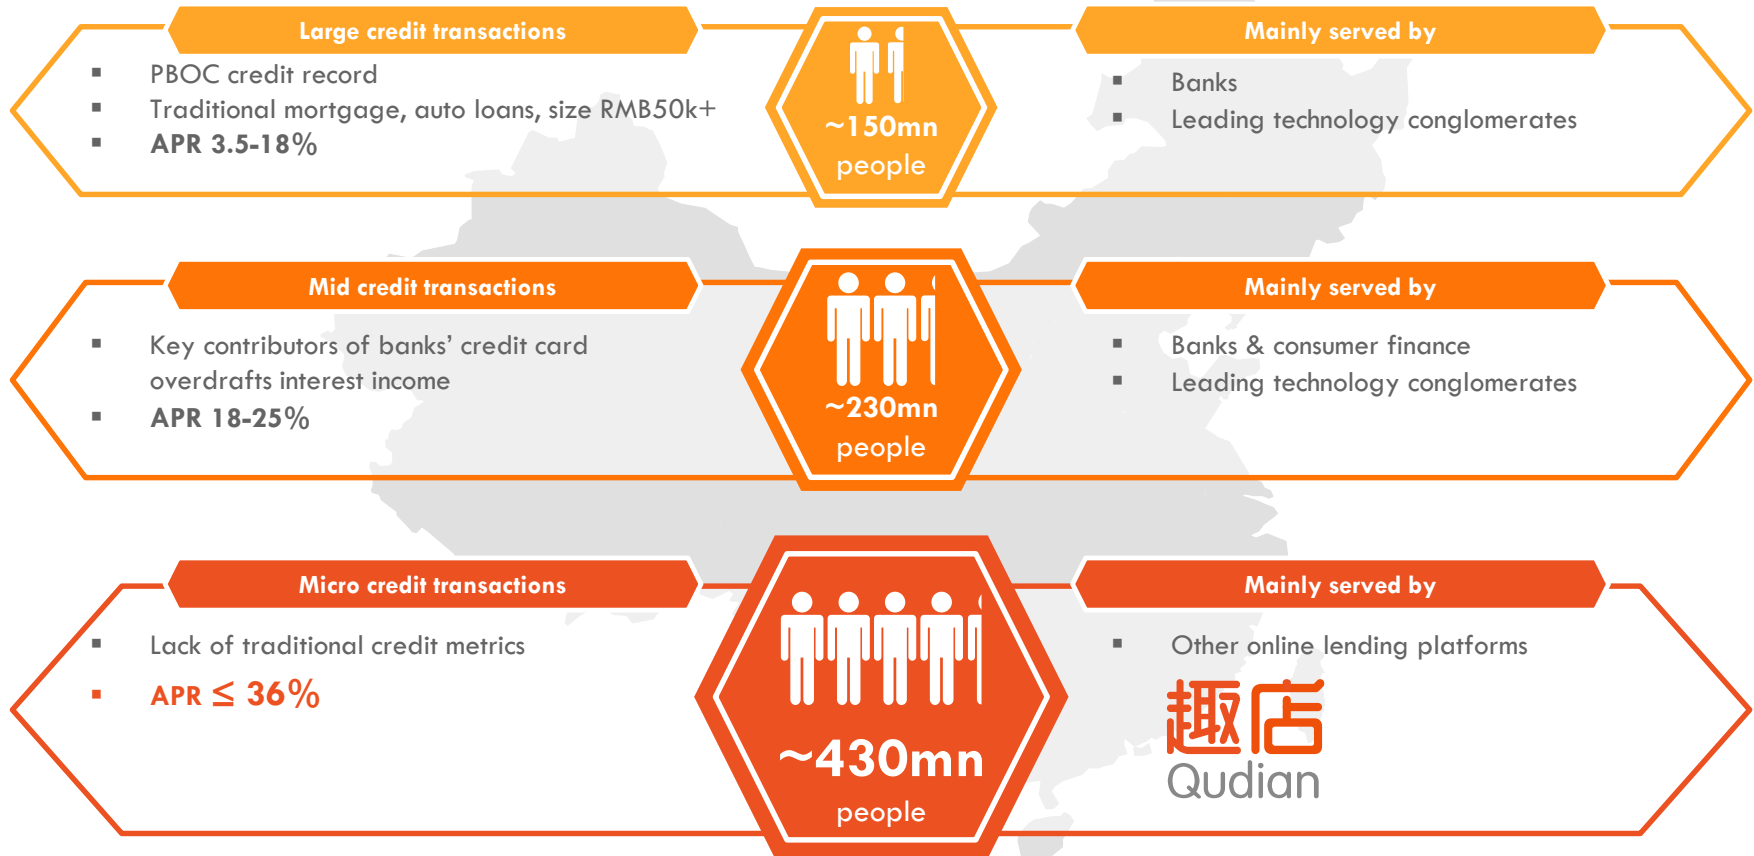 Large credit transactions
▪ PBOC credit record
▪ Traditional mortgage, auto loans, size RMB50k+
▪ APR 3.5-18%
~150mn
people
Mainly served by
▪ Banks
▪ Leading technology conglomerates
Mid credit transactions
▪ Key contributors of banks’ credit card
overdrafts interest income
▪ APR 18-25%
~230mn
people
Mainly served by
▪ Banks & consumer finance
▪ Leading technology conglomerates
Micro credit transactions
▪ Lack of traditional credit metrics
▪ APR ≤ 36%
~430mn
people
Mainly served by
▪ Other online lending platforms
趣店
Qudian